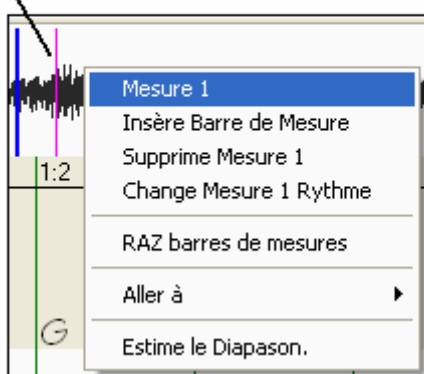 Mesure 1
Insère Barre de Mesure
Supprime Mesure 1
1:2
Change Mesure 1 Rythme
RAZ barres de mesures
Aller à
G
Estime le Diapason.